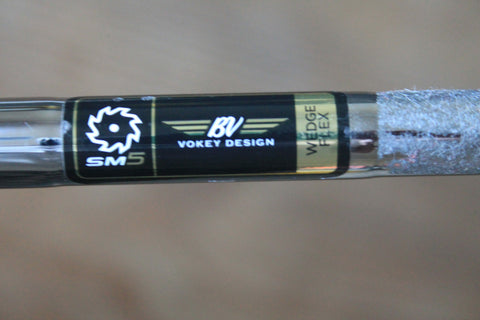 SM5
BV
VOKEY DESIGN
WEDGE
FLEX